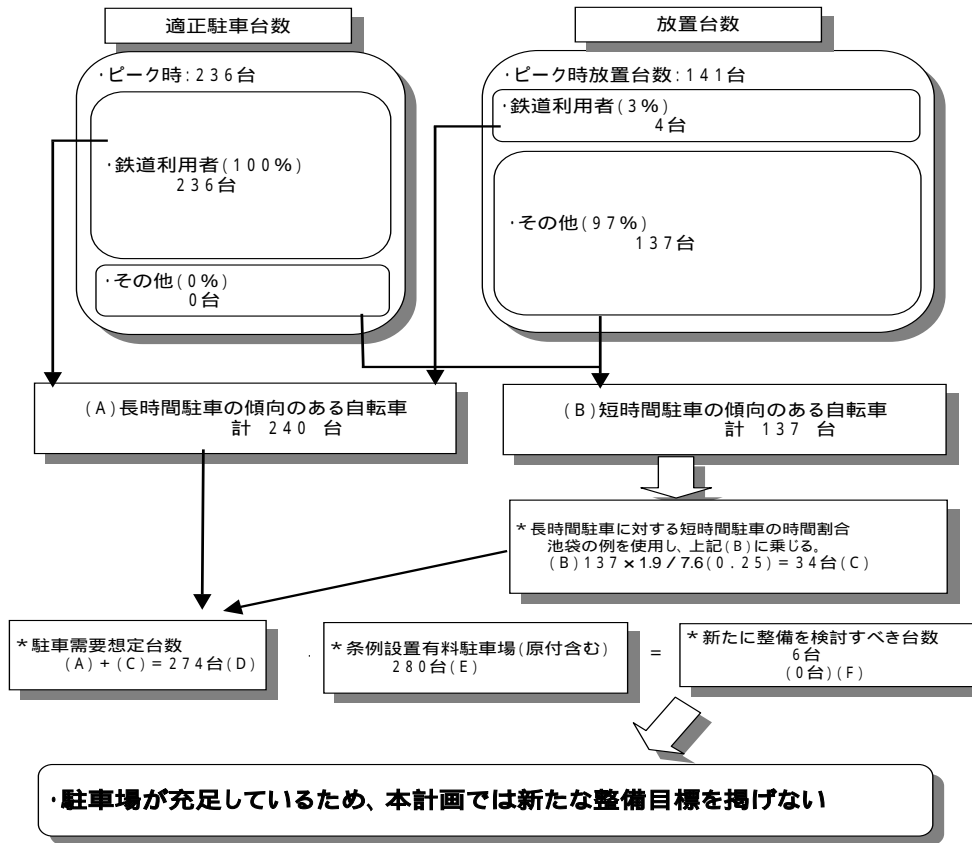 適正駐車台数
放置台数
・ピーク時:236台
・鉄道利用者(100%)
236台
・その他(0%)
0台
・ピーク時放置台数:141台
・鉄道利用者(3%)
4台
・その他(97%)
137台
(A)長時間駐車の傾向のある自転車
計 240 台
(B)短時間駐車の傾向のある自転車
計 137 台
*長時間駐車に対する短時間駐車の時間割合
池袋の例を使用し、上記(B)に乗じる。
(B)137×1.9/7.6(0.25)=34台(C)
*駐車需要想定台数
(A)+(C)=274台(D)
・
*条例設置有料駐車場(原付含む)
280台(E)
=
*新たに整備を検討すべき台数
6台
(0台)(F)
・駐車場が充足しているため、本計画では新たな整備目標を掲げない